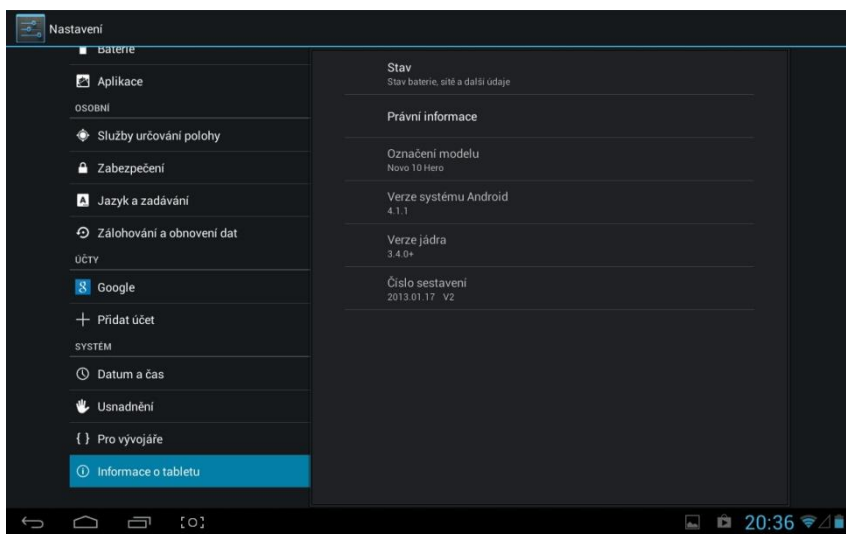 Nastavení
Baterie
Aplikace
OSOBNÍ
Služby určování polohy
Zabezpečení
A Jazyk a zadávání
Zálohování a obnovení dat
ÚČTY
8 Google
Přidat účet
SYSTÉM
Datum a čas
Usnadnění
{ } Pro vývojáře
Informace o tabletu
Stav
Stav baterie, sítě a další údaje
Právní informace
Označení modelu
Novo 10 Hero
Verze systému Android
4.1.1
Verze jádra
3.4.0+
Číslo sestavení
2013.01.17 V2
20:36